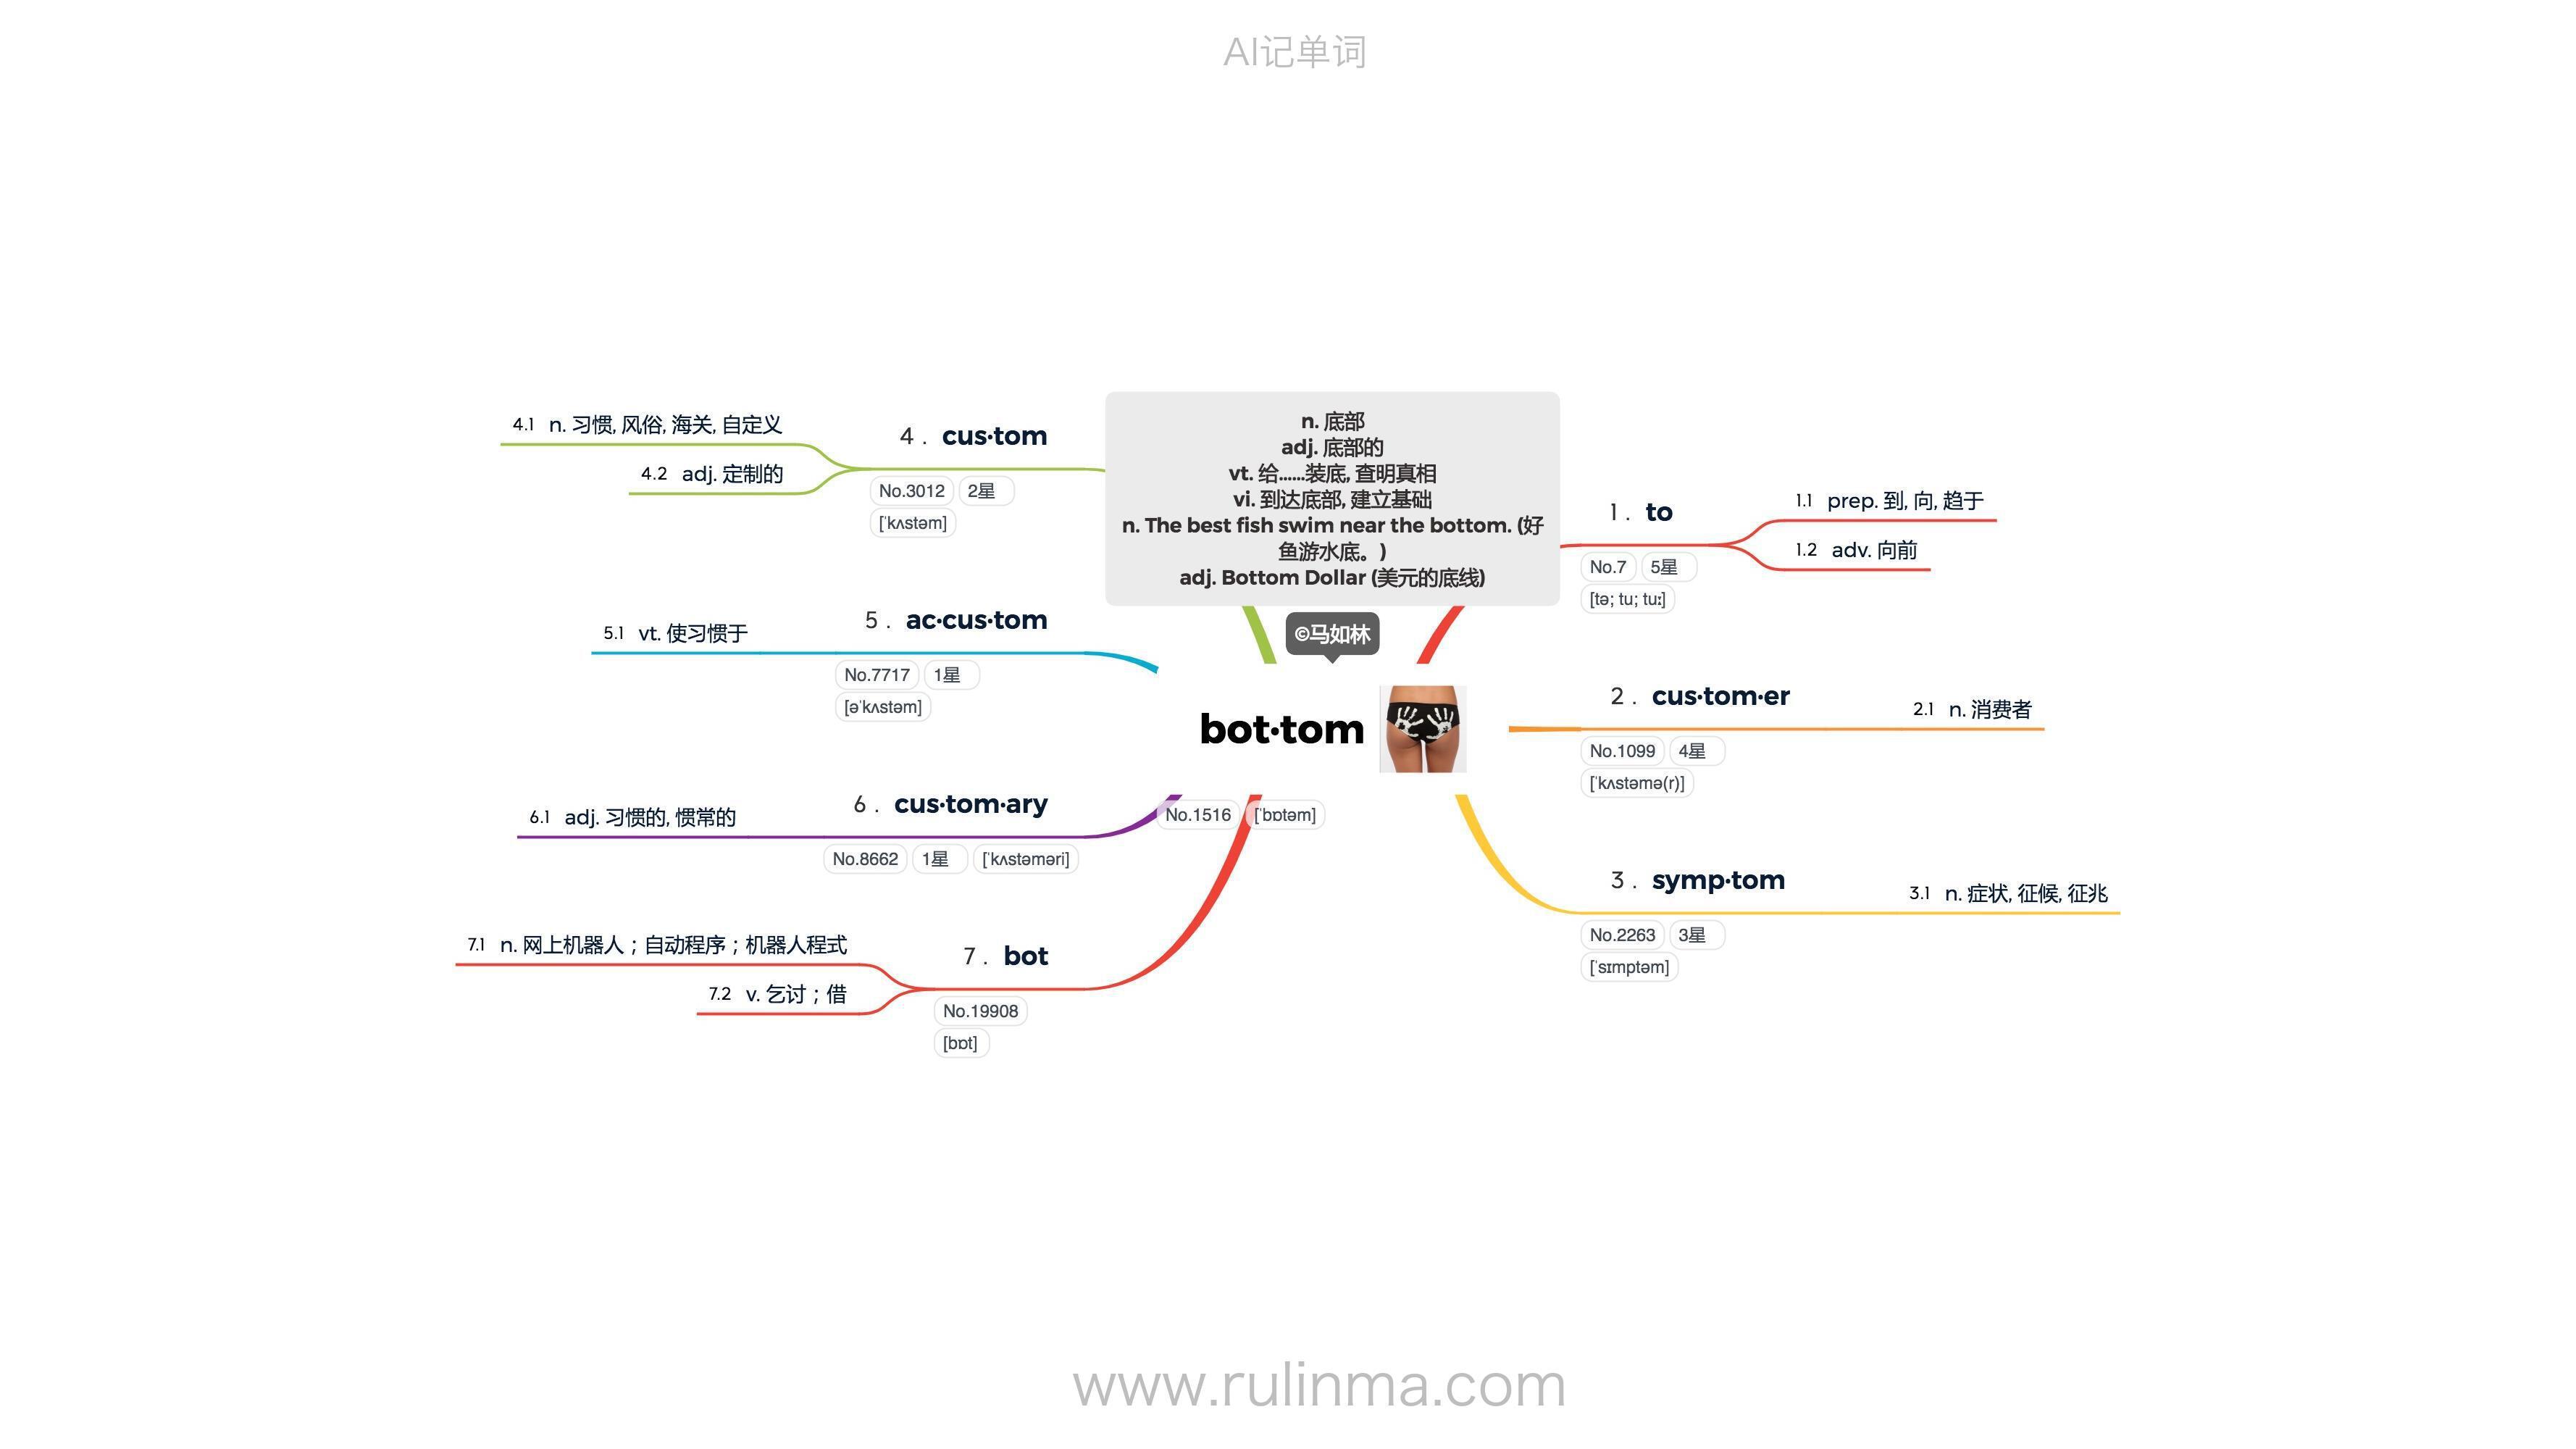 AI记单词
n. 底部
adj. 底部的
vt. 给......装底, 查明真相
vi. 到达底部, 建立基础
n. The best fish swim near the bottom. (好
鱼游水底。)
adj. Bottom Dollar (美元的底线)
©马如林
bot·tom
No.1516 [ˈbɒtəm]
1 . to
No.7 5星
[tə; tu; tuː]
1.1 prep. 到, 向, 趋于
1.2 adv. 向前
2 . cus·tom·er
No.1099 4星
[ˈkʌstəmə(r)]
2.1 n. 消费者
3 . symp·tom
No.2263 3星
[ˈsɪmptəm]
3.1 n. 症状, 征候, 征兆
4 . cus·tom
No.3012 2星
[ˈkʌstəm]
4.1 n. 习惯, 风俗, 海关, 自定义
4.2 adj. 定制的
5 . ac·cus·tom
No.7717 1星
[əˈkʌstəm]
5.1 vt. 使习惯于
6 . cus·tom·ary
No.8662 1星 [ˈkʌstəməri]
6.1 adj. 习惯的, 惯常的
7 . bot
No.19908
[bɒt]
7.1 n. 网上机器人；自动程序；机器人程式
7.2 v. 乞讨；借
www.rulinma.com